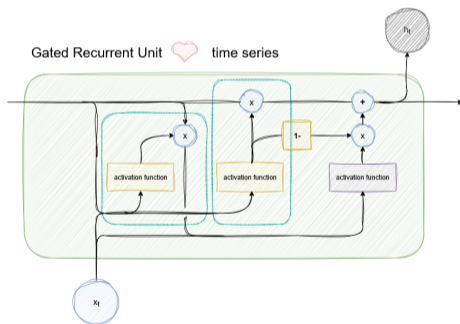 Gated Recurrent Unit time series
hₜ
x +
x 1- x
activation function activation function activation function
xₜ